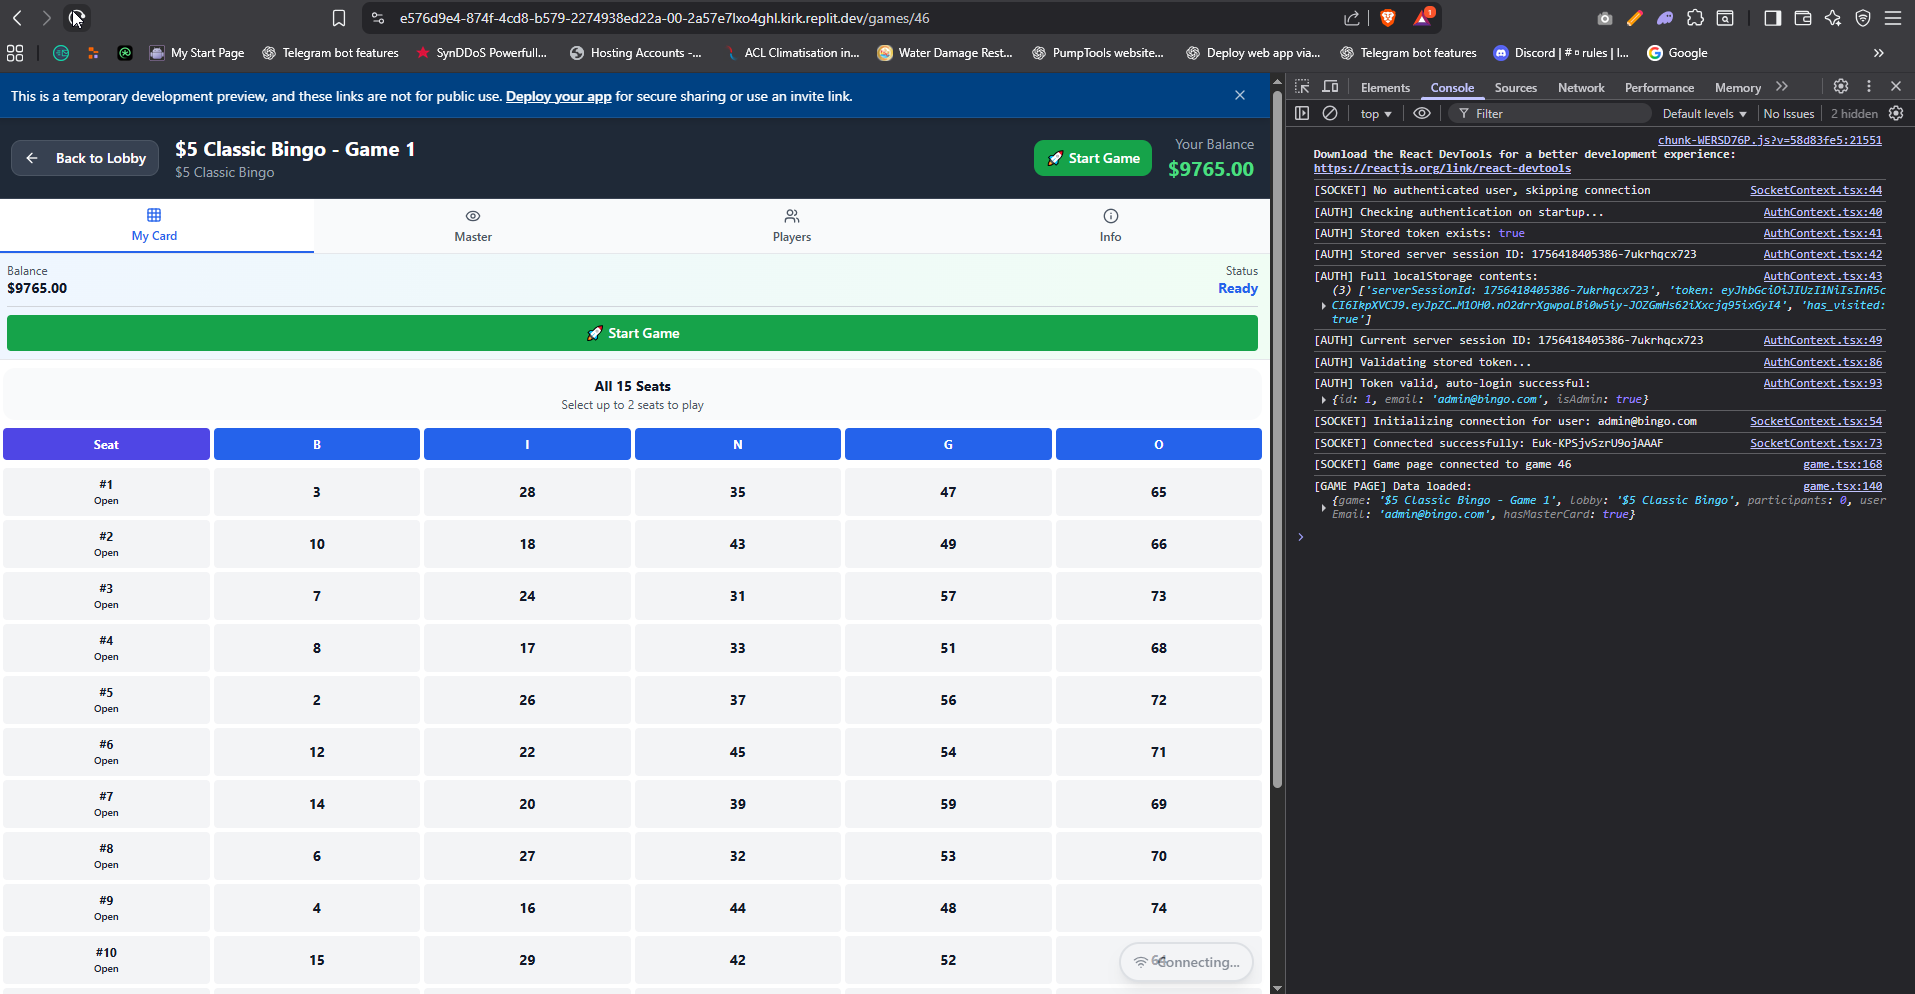 e576d9e4-874f-4cd8-b579-2274938ed22a-00-2a57e7lxo4ghl.kirk.replit.dev/games/46
1
My Start Page
Telegram bot features
SynDDoS Powerfull...
Hosting Accounts -...
ACL Climatisation in...
Water Damage Rest...
PumpTools website...
Deploy web app via...
Telegram bot features
Discord | #▫rules | I...
Google
This is a temporary development preview, and these links are not for public use. Deploy your app for secure sharing or use an invite link.
Back to Lobby
$5 Classic Bingo - Game 1
$5 Classic Bingo
🚀 Start Game
Your Balance
$9765.00
My Card
Master
Players
Info
Balance
$9765.00
Status
Ready
🚀 Start Game
All 15 Seats
Select up to 2 seats to play
Seat B I N G O
#1 Open 3 28 35 47 65
#2 Open 10 18 43 49 66
#3 Open 7 24 31 57 73
#4 Open 8 17 33 51 68
#5 Open 2 26 37 56 72
#6 Open 12 22 45 54 71
#7 Open 14 20 39 59 69
#8 Open 6 27 32 53 70
#9 Open 4 16 44 48 74
#10 Open 15 29 42 52
Connecting...
Elements Console Sources Network Performance Memory
top Filter Default levels No Issues 2 hidden
chunk-WERSD76P.js?v=58d83fe5:21551
Download the React DevTools for a better development experience:
https://reactjs.org/link/react-devtools
[SOCKET] No authenticated user, skipping connection SocketContext.tsx:44
[AUTH] Checking authentication on startup... AuthContext.tsx:40
[AUTH] Stored token exists: true AuthContext.tsx:41
[AUTH] Stored server session ID: 1756418405386-7ukrhqcx723 AuthContext.tsx:42
[AUTH] Full localStorage contents: AuthContext.tsx:43
(3) ['serverSessionId: 1756418405386-7ukrhqcx723', 'token: eyJhbGciOiJIUzI1NiIsInR5c
CI6IkpXVCJ9.eyJpZC…M1OH0.nO2drrXgwpaLBi0w5iy-JOZGmHs62iXxcjq95ixGyI4', 'has_visited:
true']
[AUTH] Current server session ID: 1756418405386-7ukrhqcx723 AuthContext.tsx:49
[AUTH] Validating stored token... AuthContext.tsx:86
[AUTH] Token valid, auto-login successful: AuthContext.tsx:93
{id: 1, email: 'admin@bingo.com', isAdmin: true}
[SOCKET] Initializing connection for user: admin@bingo.com SocketContext.tsx:54
[SOCKET] Connected successfully: Euk-KPSjvSzrU9ojAAAF SocketContext.tsx:73
[SOCKET] Game page connected to game 46 game.tsx:168
[GAME PAGE] Data loaded: game.tsx:140
{game: '$5 Classic Bingo - Game 1', lobby: '$5 Classic Bingo', participants: 0, user
Email: 'admin@bingo.com', hasMasterCard: true}